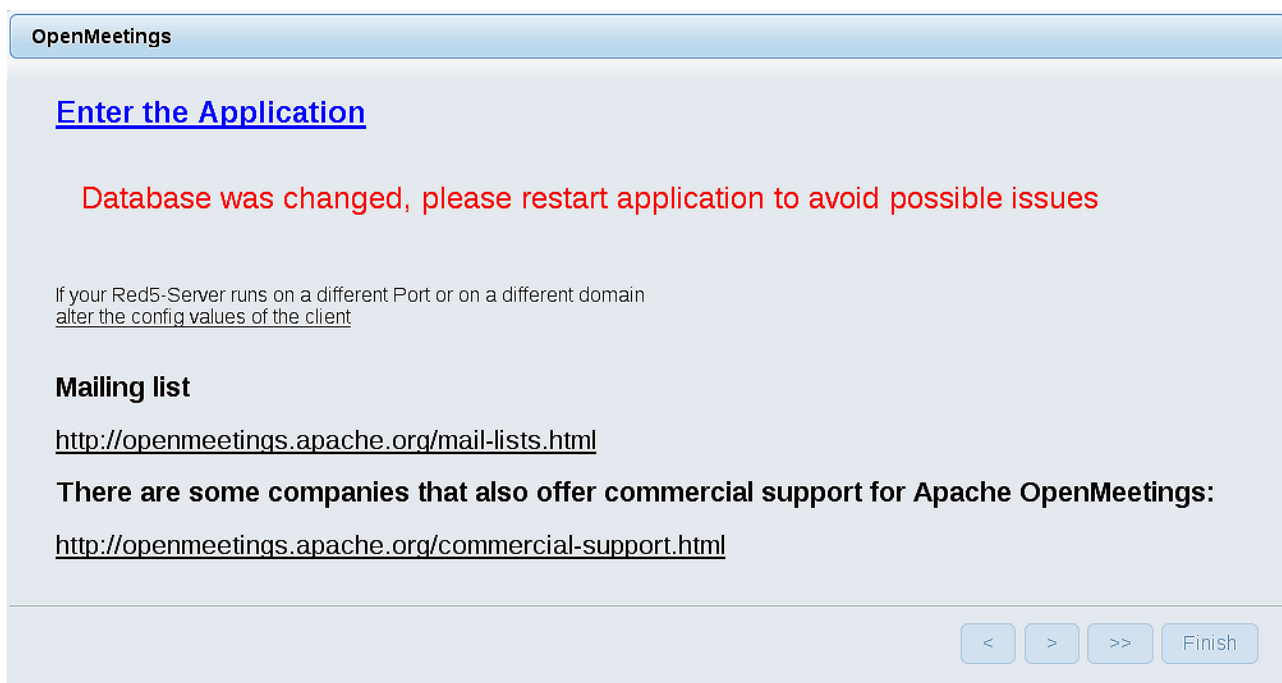 OpenMeetings
Enter the Application
Database was changed, please restart application to avoid possible issues
If your Red5-Server runs on a different Port or on a different domain
alter the config values of the client
Mailing list
http://openmeetings.apache.org/mail-lists.html
There are some companies that also offer commercial support for Apache OpenMeetings:
http://openmeetings.apache.org/commercial-support.html
< > >> Finish